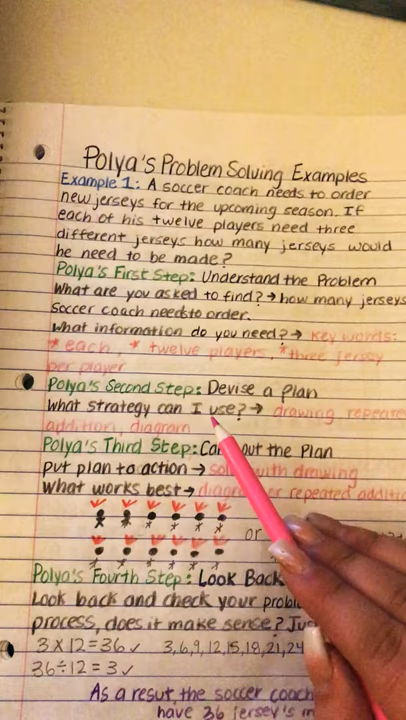 Polya's Problem Solving Examples
Example 1: A soccer coach needs to order
new jerseys for the upcoming season. If
each of his twelve players need three
different jerseys how many jerseys would
he need to be made?
Polya's First Step: Understand the Problem
What are you asked to find?→ how many jerseys
soccer coach needs to order.
What information do you need?→ Key words:
* each, * twelve players, *three jersey
per player
Polya's Second Step: Devise a Plan
What strategy can I use?→ drawing, repeate
addition, diagram
Polya's Third Step: out the Plan
put plan to action→ with drawing
What works best→ diagram or repeated additio
or
Polya's Fourth Step: Look Back
Look back and check your
process, does it make sense?
3 x 12 = 36 ✓ 3,6,9,12,15,18,21,24
36 ÷ 12 = 3 ✓
As a resut, the soccer coach
have 36 jersey's